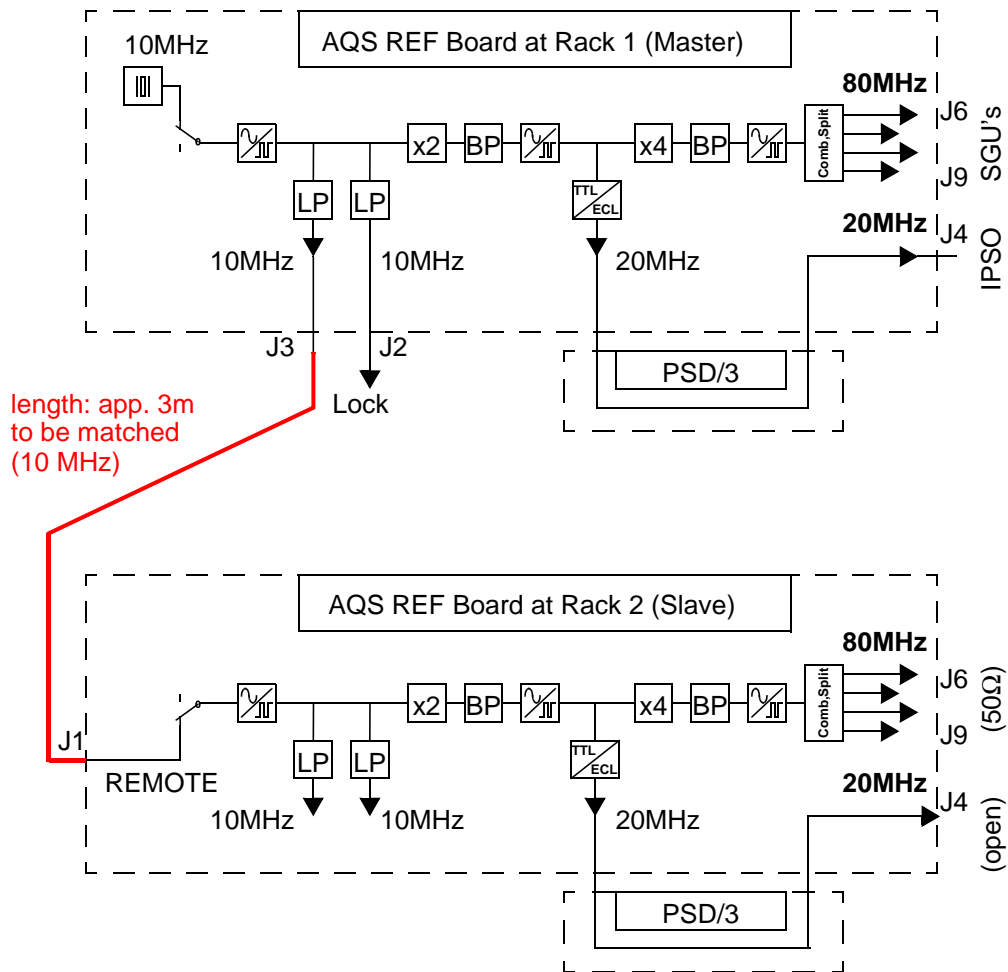 AQS REF Board at Rack 1 (Master)
10MHz
80MHz
J6
SGU's
x2
BP
x4
BP
Comb,Split
J9
LP
LP
TTL
ECL
20MHz
J4
IPSO
10MHz
10MHz
20MHz
J3
J2
PSD/3
Lock
length: app. 3m
to be matched
(10 MHz)
AQS REF Board at Rack 2 (Slave)
80MHz
J6
(50Ω)
x2
BP
x4
BP
Comb,Split
J9
J1
REMOTE
LP
LP
TTL
ECL
20MHz
J4
(open)
10MHz
10MHz
20MHz
PSD/3